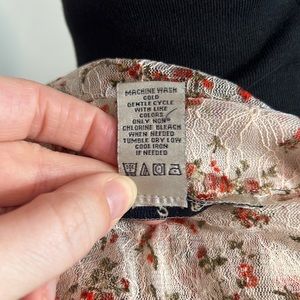 MACHINE WASH
COLD
GENTLE CYCLE
WITH LIKE
COLORS
ONLY NON
CHLORINE BLEACH
WHEN NEEDED
TUMBLE DRY LOW
COOL IRON
IF NEEDED